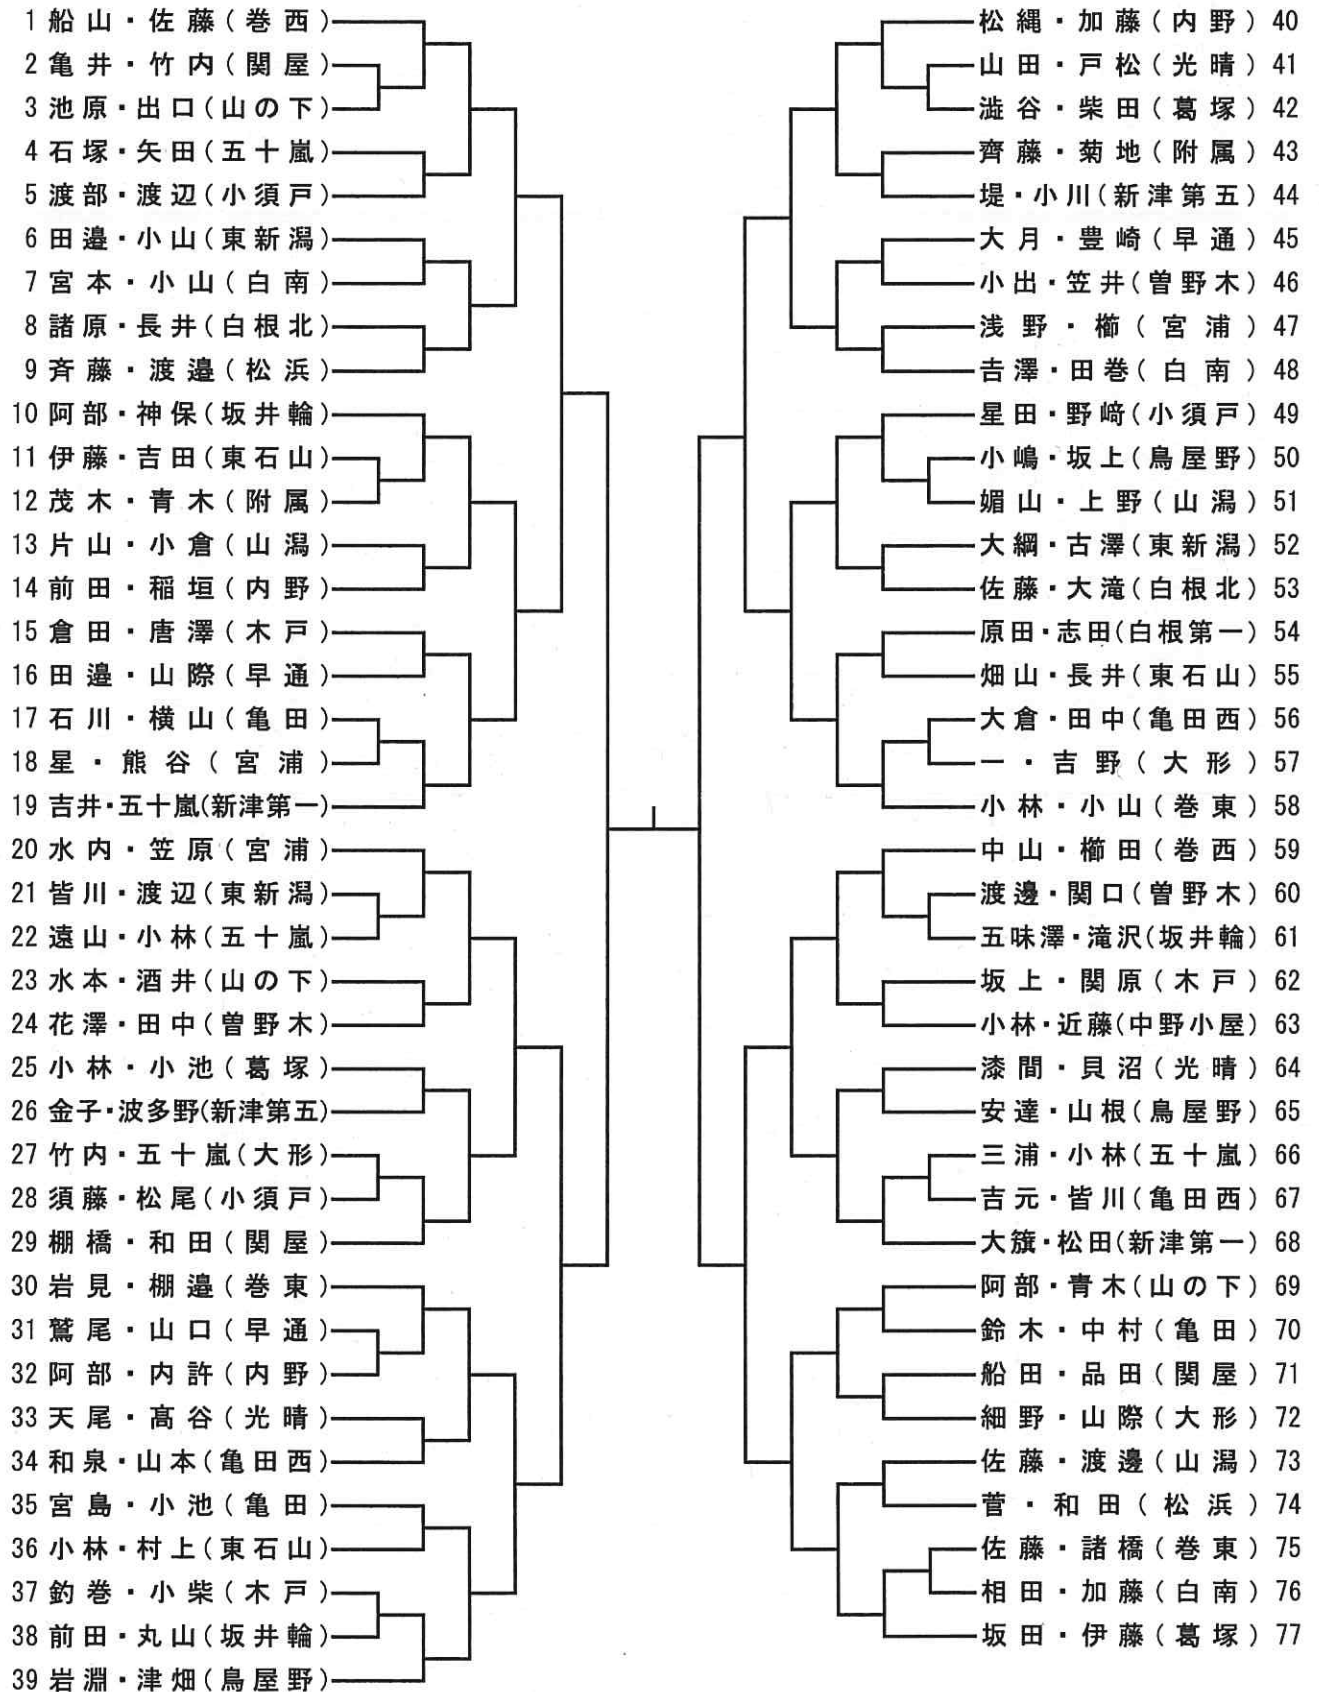 1 船山・佐藤(巻西)
2 亀井・竹内(関屋)
3 池原・出口(山の下)
4 石塚・矢田(五十嵐)
5 渡部・渡辺(小須戸)
6 田邉・小山(東新潟)
7 宮本・小山(白南)
8 諸原・長井(白根北)
9 斉藤・渡邉(松浜)
10 阿部・神保(坂井輪)
11 伊藤・吉田(東石山)
12 茂木・青木(附属)
13 片山・小倉(山潟)
14 前田・稲垣(内野)
15 倉田・唐澤(木戸)
16 田邉・山際(早通)
17 石川・横山(亀田)
18 星・熊谷(宮浦)
19 吉井・五十嵐(新津第一)
20 水内・笠原(宮浦)
21 皆川・渡辺(東新潟)
22 遠山・小林(五十嵐)
23 水本・酒井(山の下)
24 花澤・田中(曽野木)
25 小林・小池(葛塚)
26 金子・波多野(新津第五)
27 竹内・五十嵐(大形)
28 須藤・松尾(小須戸)
29 棚橋・和田(関屋)
30 岩見・棚邉(巻東)
31 鷲尾・山口(早通)
32 阿部・内許(内野)
33 天尾・髙谷(光晴)
34 和泉・山本(亀田西)
35 宮島・小池(亀田)
36 小林・村上(東石山)
37 釣巻・小柴(木戸)
38 前田・丸山(坂井輪)
39 岩淵・津畑(鳥屋野)
松縄・加藤(内野) 40
山田・戸松(光晴) 41
澁谷・柴田(葛塚) 42
齊藤・菊地(附属) 43
堤・小川(新津第五) 44
大月・豊崎(早通) 45
小出・笠井(曽野木) 46
浅野・櫛(宮浦) 47
吉澤・田巻(白南) 48
星田・野﨑(小須戸) 49
小嶋・坂上(鳥屋野) 50
媚山・上野(山潟) 51
大綱・古澤(東新潟) 52
佐藤・大滝(白根北) 53
原田・志田(白根第一) 54
畑山・長井(東石山) 55
大倉・田中(亀田西) 56
一・吉野(大形) 57
小林・小山(巻東) 58
中山・櫛田(巻西) 59
渡邊・関口(曽野木) 60
五味澤・滝沢(坂井輪) 61
坂上・関原(木戸) 62
小林・近藤(中野小屋) 63
漆間・貝沼(光晴) 64
安達・山根(鳥屋野) 65
三浦・小林(五十嵐) 66
吉元・皆川(亀田西) 67
大籏・松田(新津第一) 68
阿部・青木(山の下) 69
鈴木・中村(亀田) 70
船田・品田(関屋) 71
細野・山際(大形) 72
佐藤・渡邊(山潟) 73
菅・和田(松浜) 74
佐藤・諸橋(巻東) 75
相田・加藤(白南) 76
坂田・伊藤(葛塚) 77